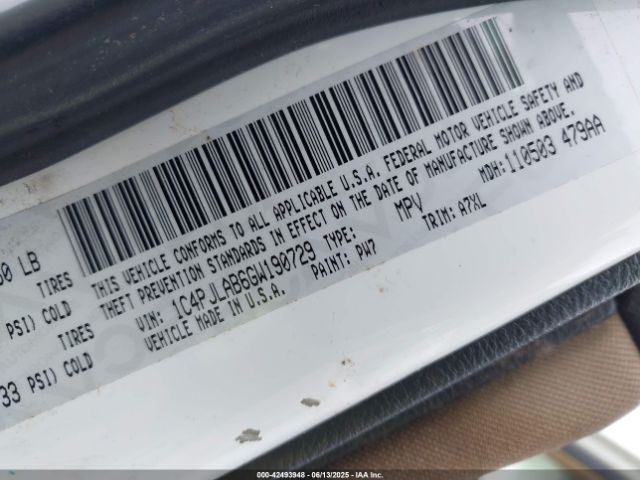 50 LB
TIRES
PSI) COLD
TIRES
33 PSI) COLD
THIS VEHICLE CONFORMS TO ALL APPLICABLE U.S.A. FEDERAL MOTOR VEHICLE SAFETY AND
THEFT PREVENTION STANDARDS IN EFFECT ON THE DATE OF MANUFACTURE SHOWN ABOVE.
MDH: 110503 479AA
VIN: 1C4PJLAB6GW190729 TYPE: MPV
VEHICLE MADE IN U.S.A. PAINT: PW7 TRIM: A7XL
000-42493948 - 06/13/2025 - ©IAA, Inc.